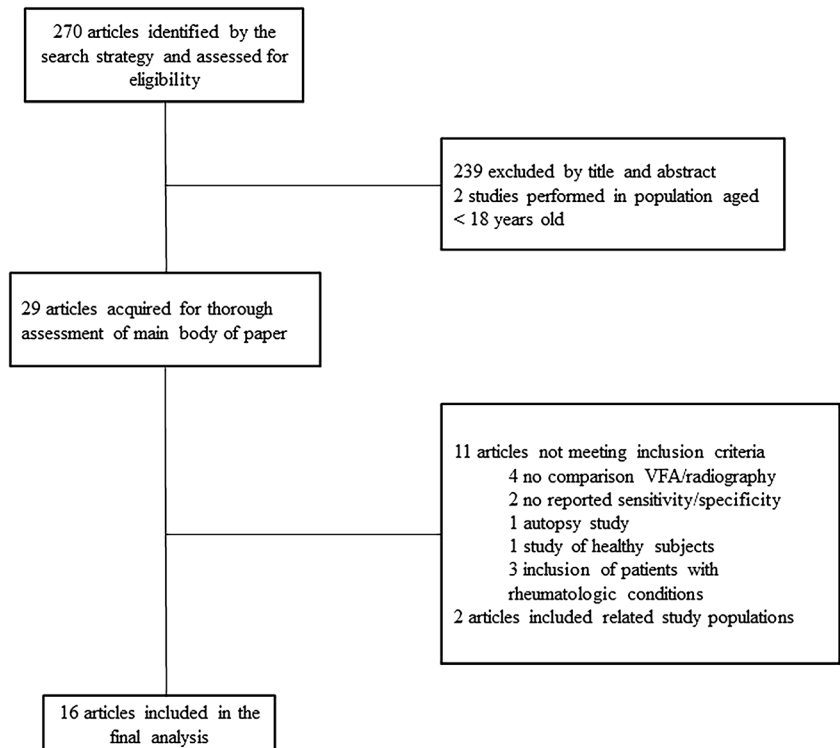 270 articles identified by the
search strategy and assessed for
eligibility
239 excluded by title and abstract
2 studies performed in population aged
< 18 years old
29 articles acquired for thorough
assessment of main body of paper
11 articles not meeting inclusion criteria
4 no comparison VFA/radiography
2 no reported sensitivity/specificity
1 autopsy study
1 study of healthy subjects
3 inclusion of patients with
rheumatologic conditions
2 articles included related study populations
16 articles included in the
final analysis